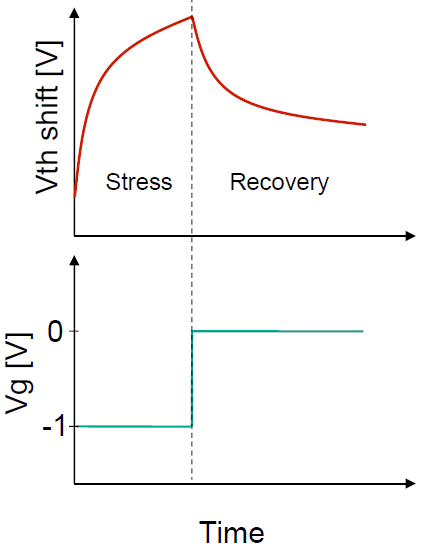 Vth shift [V]
Stress
Recovery
Vg [V]
0
-1
Time